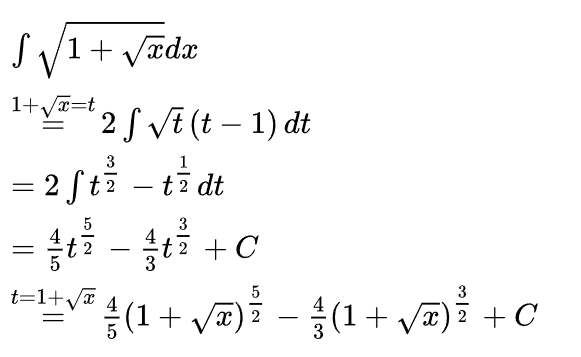 ∫ √(1 + √x) dx
1+√x=t = 2 ∫ √t (t − 1) dt
= 2 ∫ t^(3/2) − t^(1/2) dt
= 4/5 t^(5/2) − 4/3 t^(3/2) + C
t=1+√x = 4/5 (1 + √x)^(5/2) − 4/3 (1 + √x)^(3/2) + C